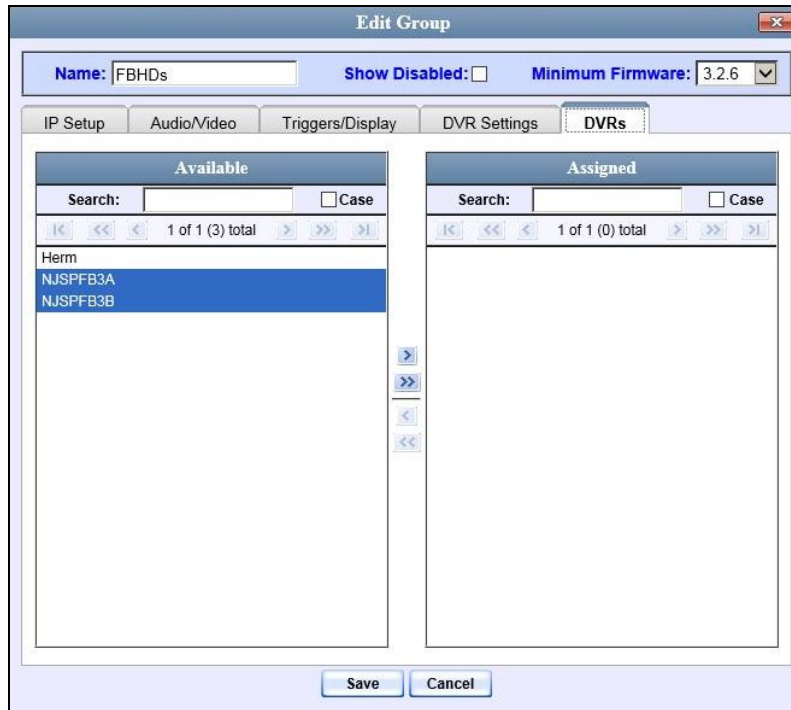 Edit Group
Name: FBHDs Show Disabled: Minimum Firmware: 3.2.6
IP Setup Audio/Video Triggers/Display DVR Settings DVRs
Available
Search: Case
1 of 1 (3) total
Herm
NJSPFB3A
NJSPFB3B
Assigned
Search: Case
1 of 1 (0) total
Save Cancel